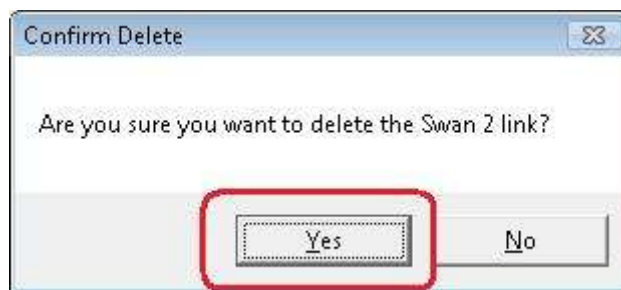 Confirm Delete
Are you sure you want to delete the Swan 2 link?
Yes
No